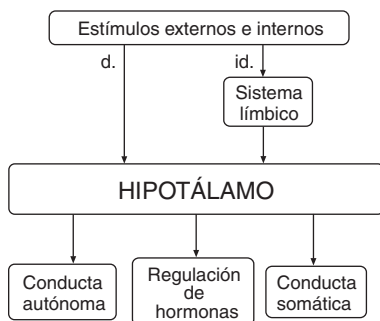 Estímulos externos e internos
d.
id.
Sistema
límbico
HIPOTÁLAMO
Conducta
autónoma
Regulación
de
hormonas
Conducta
somática